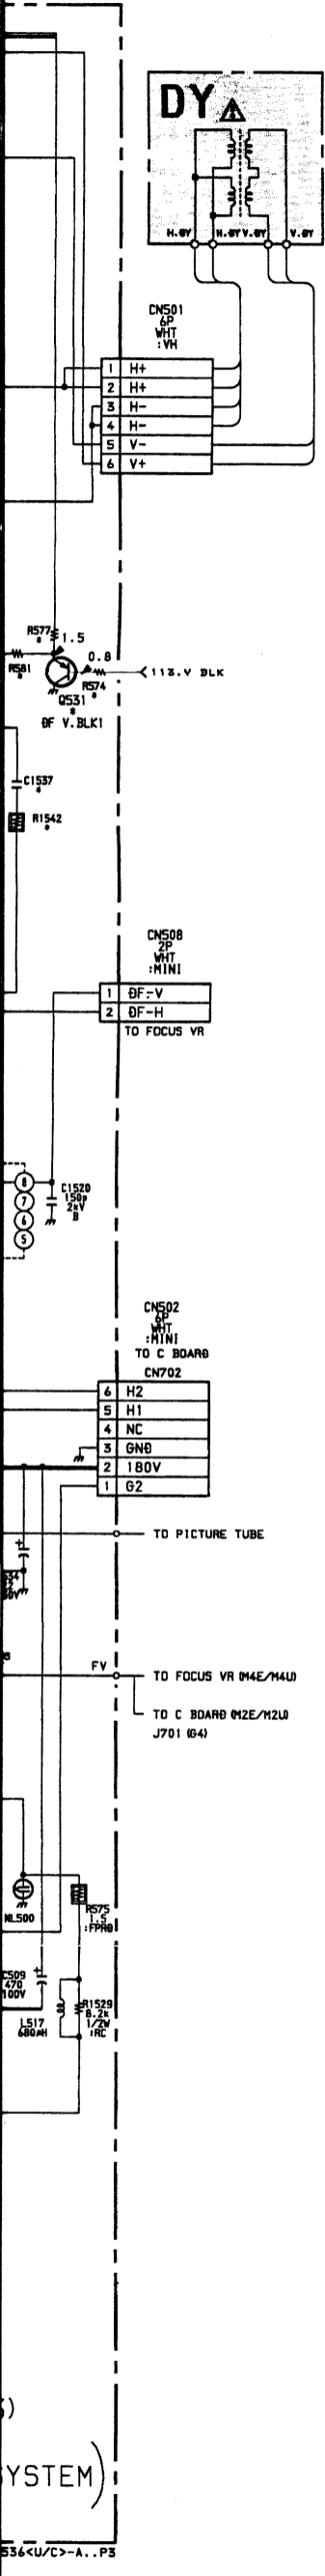 DY
H.DY H.DY V.DY V.DY
CN501
6P
WHT
:VH
1 H+
2 H+
3 H-
4 H-
5 V-
6 V+
R577
*
1.5
0.8
R581
*
R574
*
113.V BLK
Q531
*
DF V.BLK1
C1537
*
R1542
*
CN508
2P
WHT
:MINI
1 DF-V
2 DF-H
TO FOCUS VR
8
7
6
5
C1520
150p
2kV
B
CN502
6P
WHT
:MINI
TO C BOARD
CN702
6 H2
5 H1
4 NC
3 GND
2 180V
1 G2
TO PICTURE TUBE
FV
TO FOCUS VR (M4E/M4U)
TO C BOARD (M2E/M2U)
J701 (G4)
NL500
R575
1.5
:FPRD
C509
470
100V
L517
680µH
R1529
8.2k
1/2W
:RC
)
YSTEM)
536<U/C>-A..P3